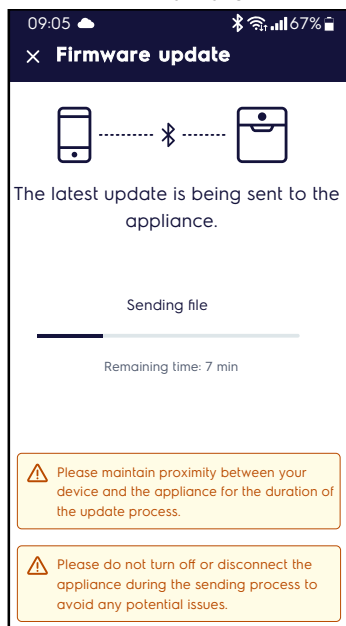 09:05 67%
× Firmware update
The latest update is being sent to the
appliance.
Sending file
Remaining time: 7 min
Please maintain proximity between your
device and the appliance for the duration of
the update process.
Please do not turn off or disconnect the
appliance during the sending process to
avoid any potential issues.